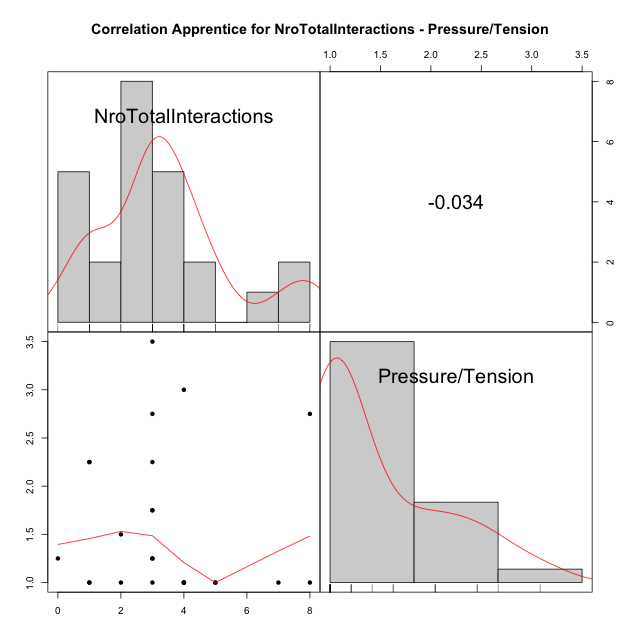 Correlation Apprentice for NroTotalInteractions - Pressure/Tension
1.0 1.5 2.0 2.5 3.0 3.5
NroTotalInteractions
-0.034
8
6
4
2
0
Pressure/Tension
3.5
3.0
2.5
2.0
1.5
1.0
0 2 4 6 8